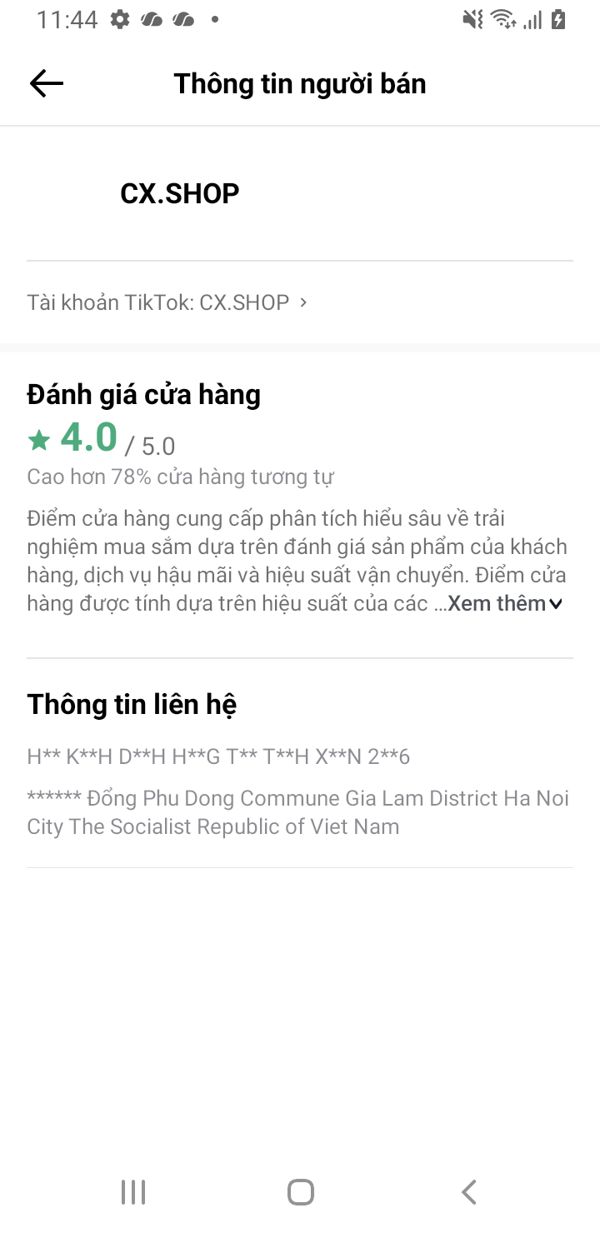 11:44
Thông tin người bán
CX.SHOP
Tài khoản TikTok: CX.SHOP >
Đánh giá cửa hàng
★ 4.0 / 5.0
Cao hơn 78% cửa hàng tương tự
Điểm cửa hàng cung cấp phân tích hiểu sâu về trải
nghiệm mua sắm dựa trên đánh giá sản phẩm của khách
hàng, dịch vụ hậu mãi và hiệu suất vận chuyển. Điểm cửa
hàng được tính dựa trên hiệu suất của các ...Xem thêm
Thông tin liên hệ
H** K**H D**H H**G T** T**H X**N 2**6
****** Đổng Phu Dong Commune Gia Lam District Ha Noi
City The Socialist Republic of Viet Nam